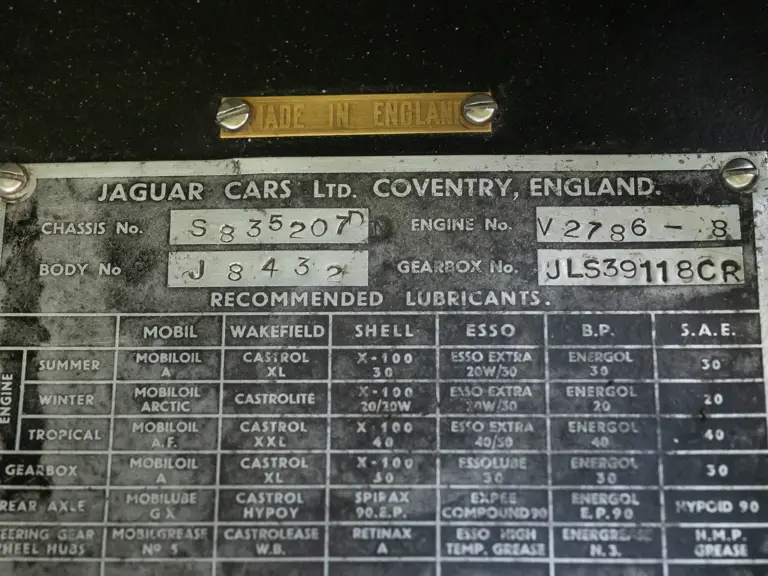 MADE IN ENGLAND
JAGUAR CARS LTD. COVENTRY, ENGLAND.
CHASSIS No. S835207DN ENGINE No. V2786-8
BODY No J8432 GEARBOX No. JLS39118CR
RECOMMENDED LUBRICANTS.
MOBIL WAKEFIELD SHELL ESSO B.P. S.A.E.
ENGINE
SUMMER MOBILOIL A CASTROL XL X-100 30 ESSO EXTRA 20W/30 ENERGOL 30 30
WINTER MOBILOIL ARCTIC CASTROLITE X-100 20/20W ESSO EXTRA 20W/30 ENERGOL 20 20
TROPICAL MOBILOIL A.F. CASTROL XXL X-100 40 ESSO EXTRA 40/50 ENERGOL 40 40
GEARBOX MOBILOIL A CASTROL XL X-100 30 ESSOLUBE 30 ENERGOL 30 30
REAR AXLE MOBILUBE GX CASTROL HYPOY SPIRAX 90.E.P. EXPEE COMPOUND 90 ENERGOL E.P.90 HYPOID 90
TEERING GEAR HEEL HUBS MOBILGREASE No 5 CASTROLEASE W.B. RETINAX A ESSO HIGH TEMP. GREASE ENERGREASE N.3. H.M.P. GREASE